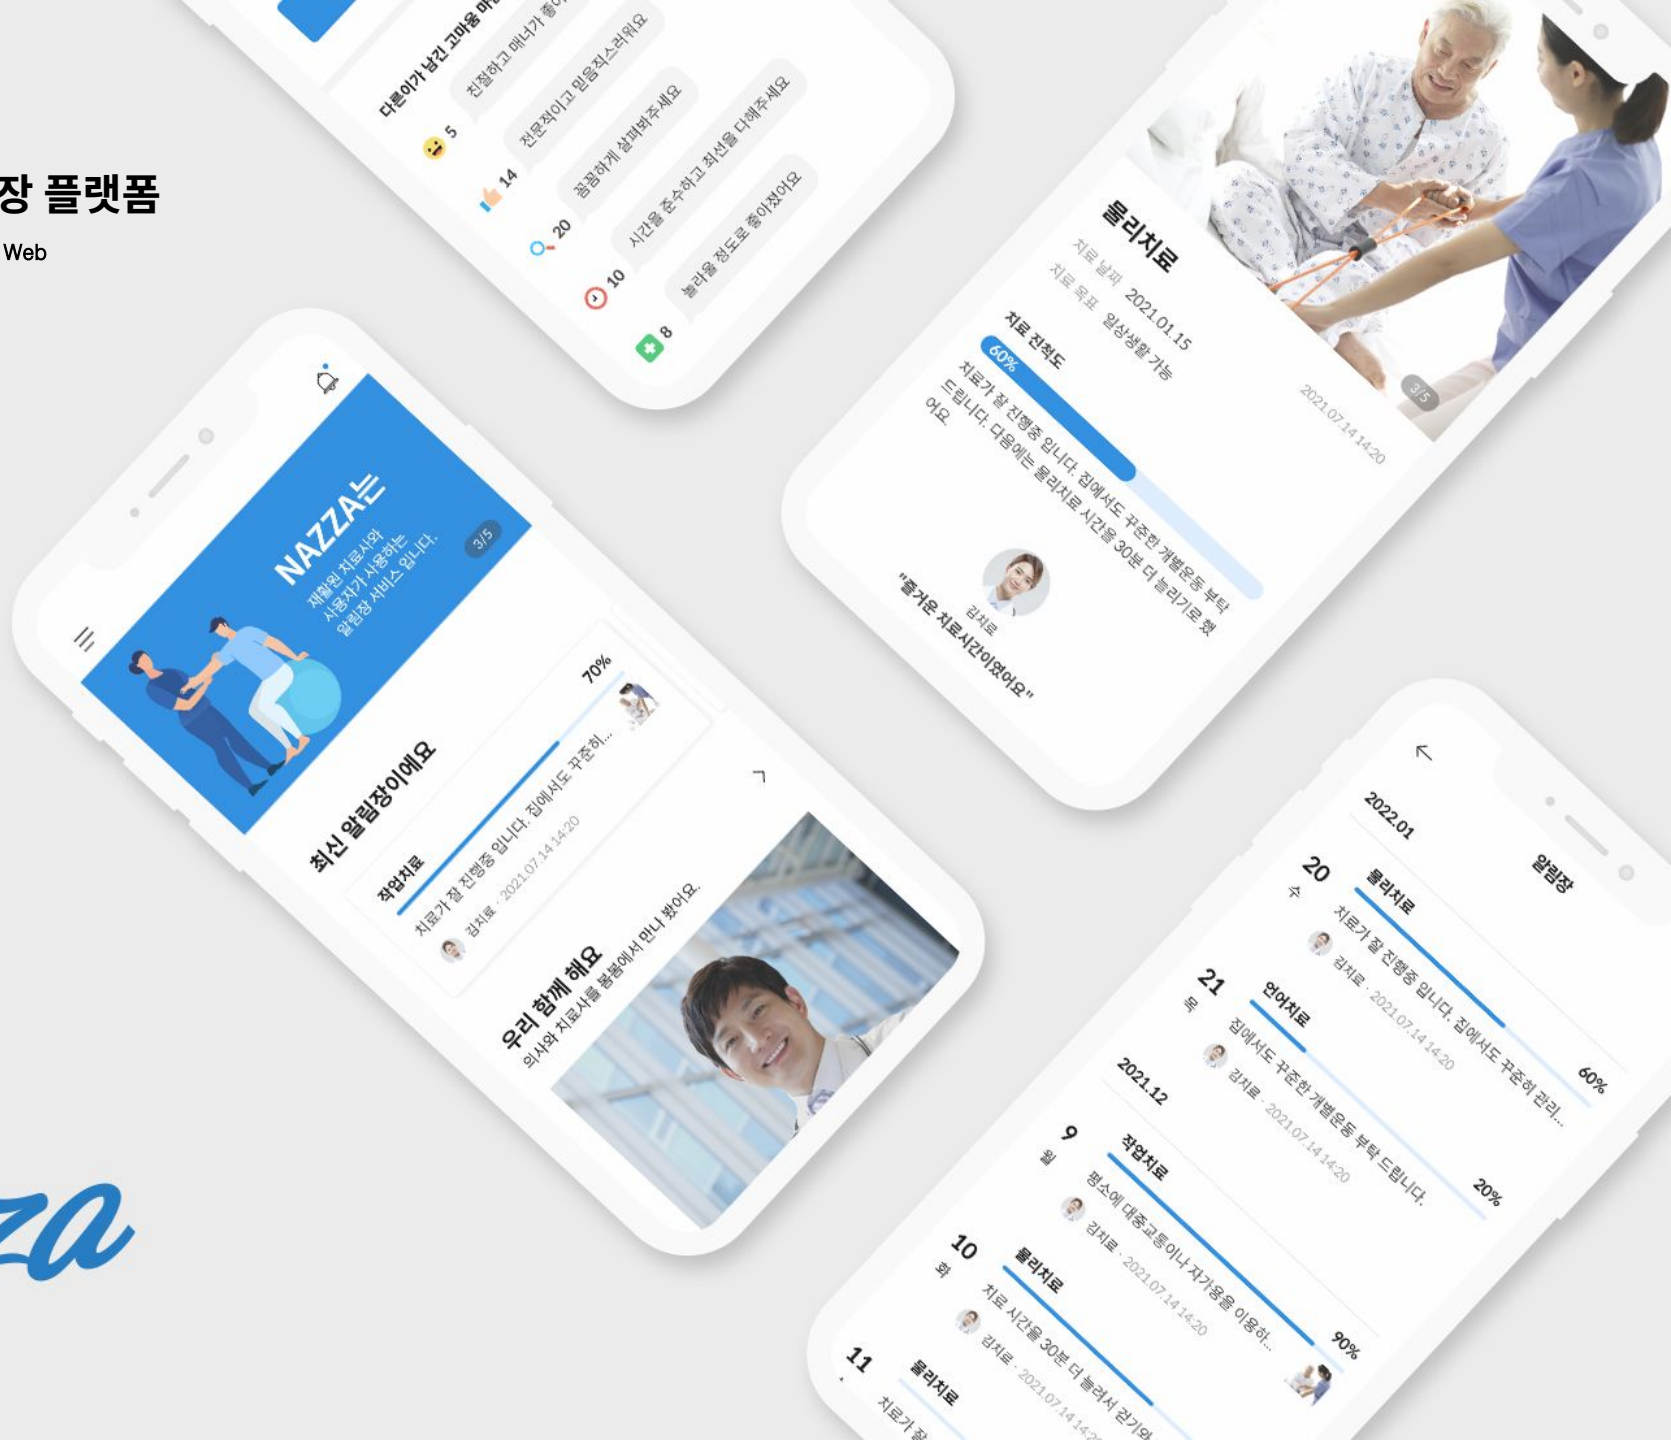 장 플랫폼
Web
za
다른이가 남긴 고마움
5
친절하고 매너가
14
전문적이고 믿음직스러워요
20
꼼꼼하게 살펴봐주세요
10
시간을 준수하고 최선을 다해주세요
8
놀라울 정도로 좋아졌어요
NAZZA는
재활원 치료사와
사용자가 사용하는
알림장 서비스 입니다.
3/5
최신 알림장이에요
작업치료
70%
치료가 잘 진행중 입니다. 집에서도 꾸준히...
김치료 · 2021.07.14 14:20
우리 함께 해요
의사와 치료사를 봄봄에서 만나 봤어요.
3/5
2021.07.14 14:20
물리치료
치료 날짜 2021.01.15
치료 목표 일상생활 가능
치료 진척도
60%
치료가 잘 진행중 입니다. 집에서도 꾸준한 개별운동 부탁
드립니다. 다음에는 물리치료 시간을 30분 더 늘리기로 했
어요.
김치료
"즐거운 치료시간이였어요"
알림장
2022.01
20
수
물리치료
60%
치료가 잘 진행중 입니다. 집에서도 꾸준히 관리...
김치료 · 2021.07.14 14:20
21
목
언어치료
20%
집에서도 꾸준한 개별운동 부탁 드립니다.
김치료 · 2021.07.14 14:20
2021.12
9
월
작업치료
90%
평소에 대중교통이나 자가용을 이용하...
김치료 · 2021.07.14 14:20
10
화
물리치료
치료 시간을 30분 더 늘려서 걷기와
김치료 · 2021.07.14 14:20
11
물리치료
치료가 잘